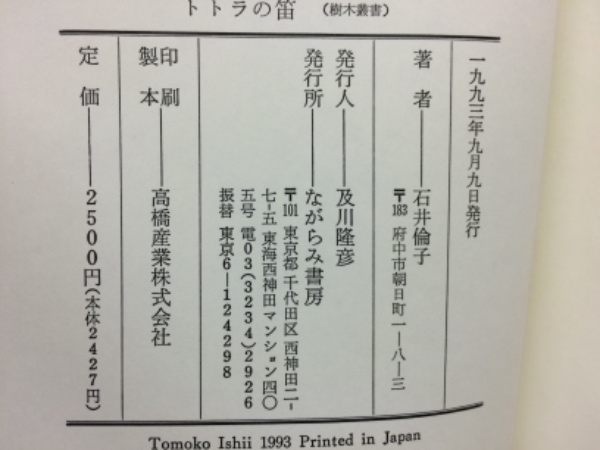 トトラの笛 (樹木叢書)
一九九三年九月九日発行
著者――石井倫子
〒183 府中市朝日町一―八―三
発行人――及川隆彦
発行所――ながらみ書房
〒101 東京都千代田区西神田二-
七-五 東海西神田マンション四〇
五号 電03(3234)2926
振替 東京6―124298
印刷
製本――高橋産業株式会社
定価――2500円(本体2427円)
Tomoko Ishii 1993 Printed in Japan